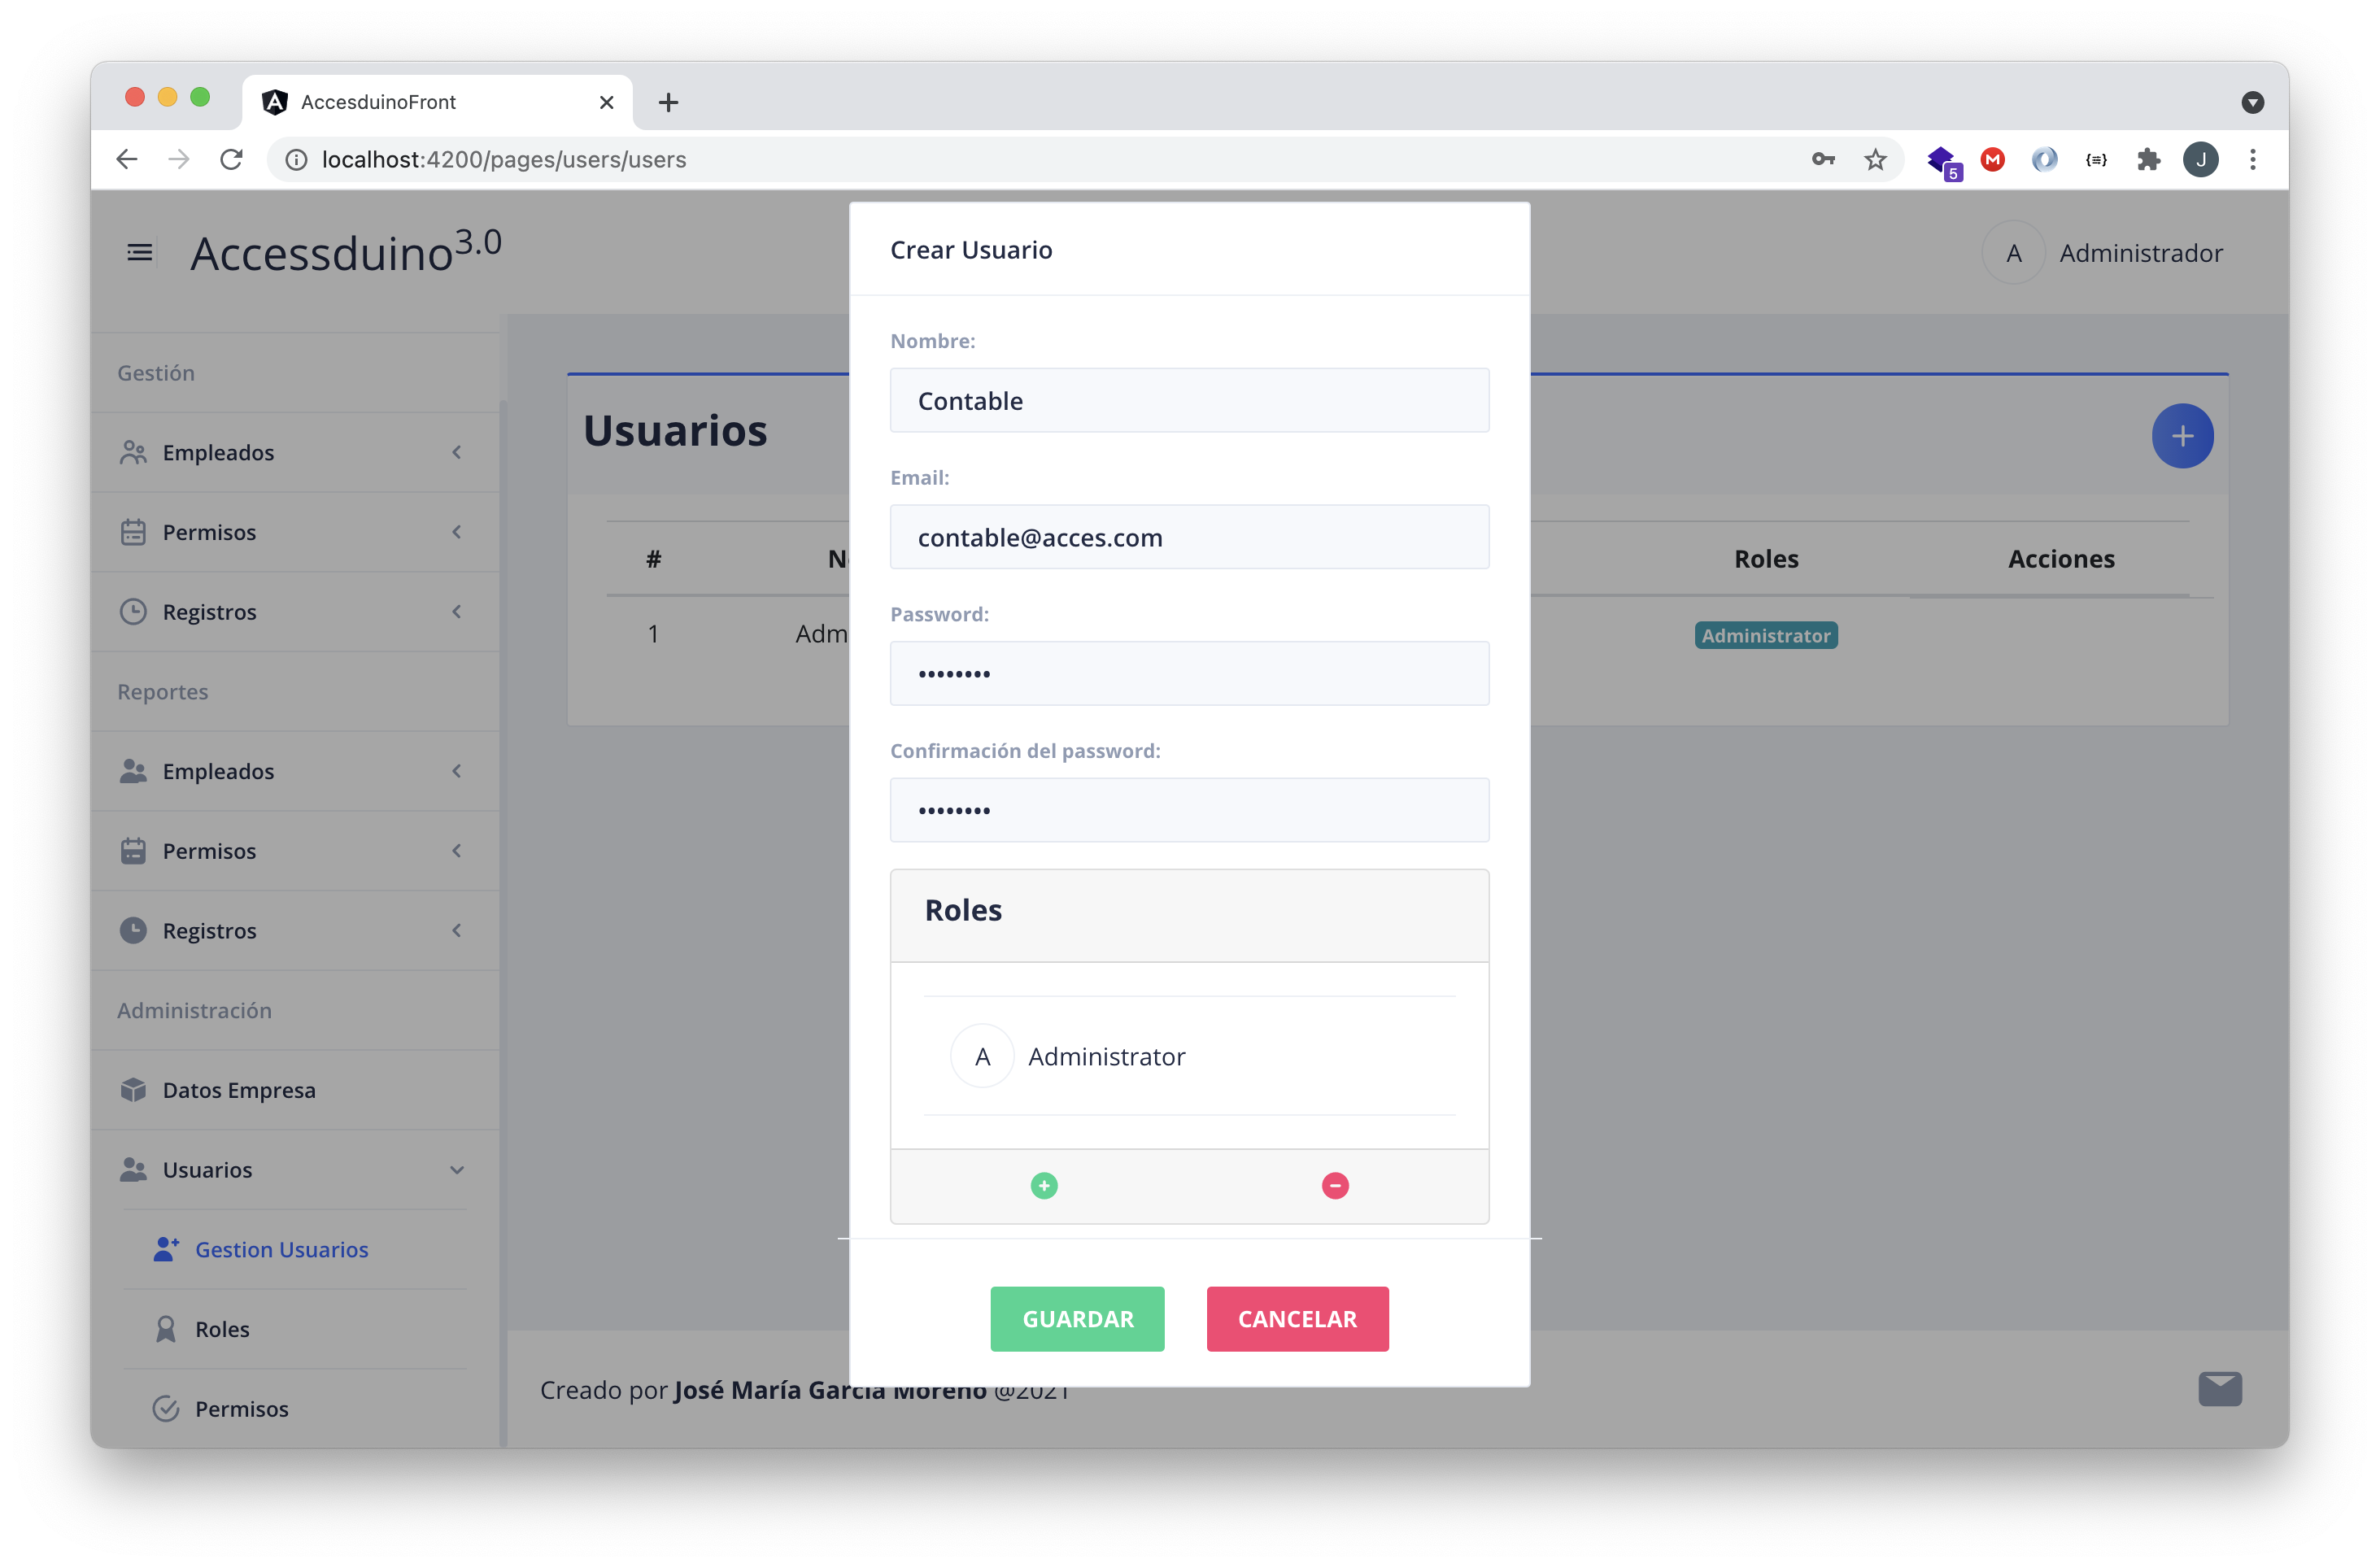 AccesduinoFront
localhost:4200/pages/users/users
5
J
Accessduino3.0
A Administrador
Gestión
Empleados
Permisos
Registros
Reportes
Empleados
Permisos
Registros
Administración
Datos Empresa
Usuarios
Gestion Usuarios
Roles
Permisos
Usuarios
# N Roles Acciones
1 Adm Administrator
Crear Usuario
Nombre:
Contable
Email:
contable@acces.com
Password:
••••••••
Confirmación del password:
••••••••
Roles
A Administrator
GUARDAR CANCELAR
Creado por José María García Moreno @2021